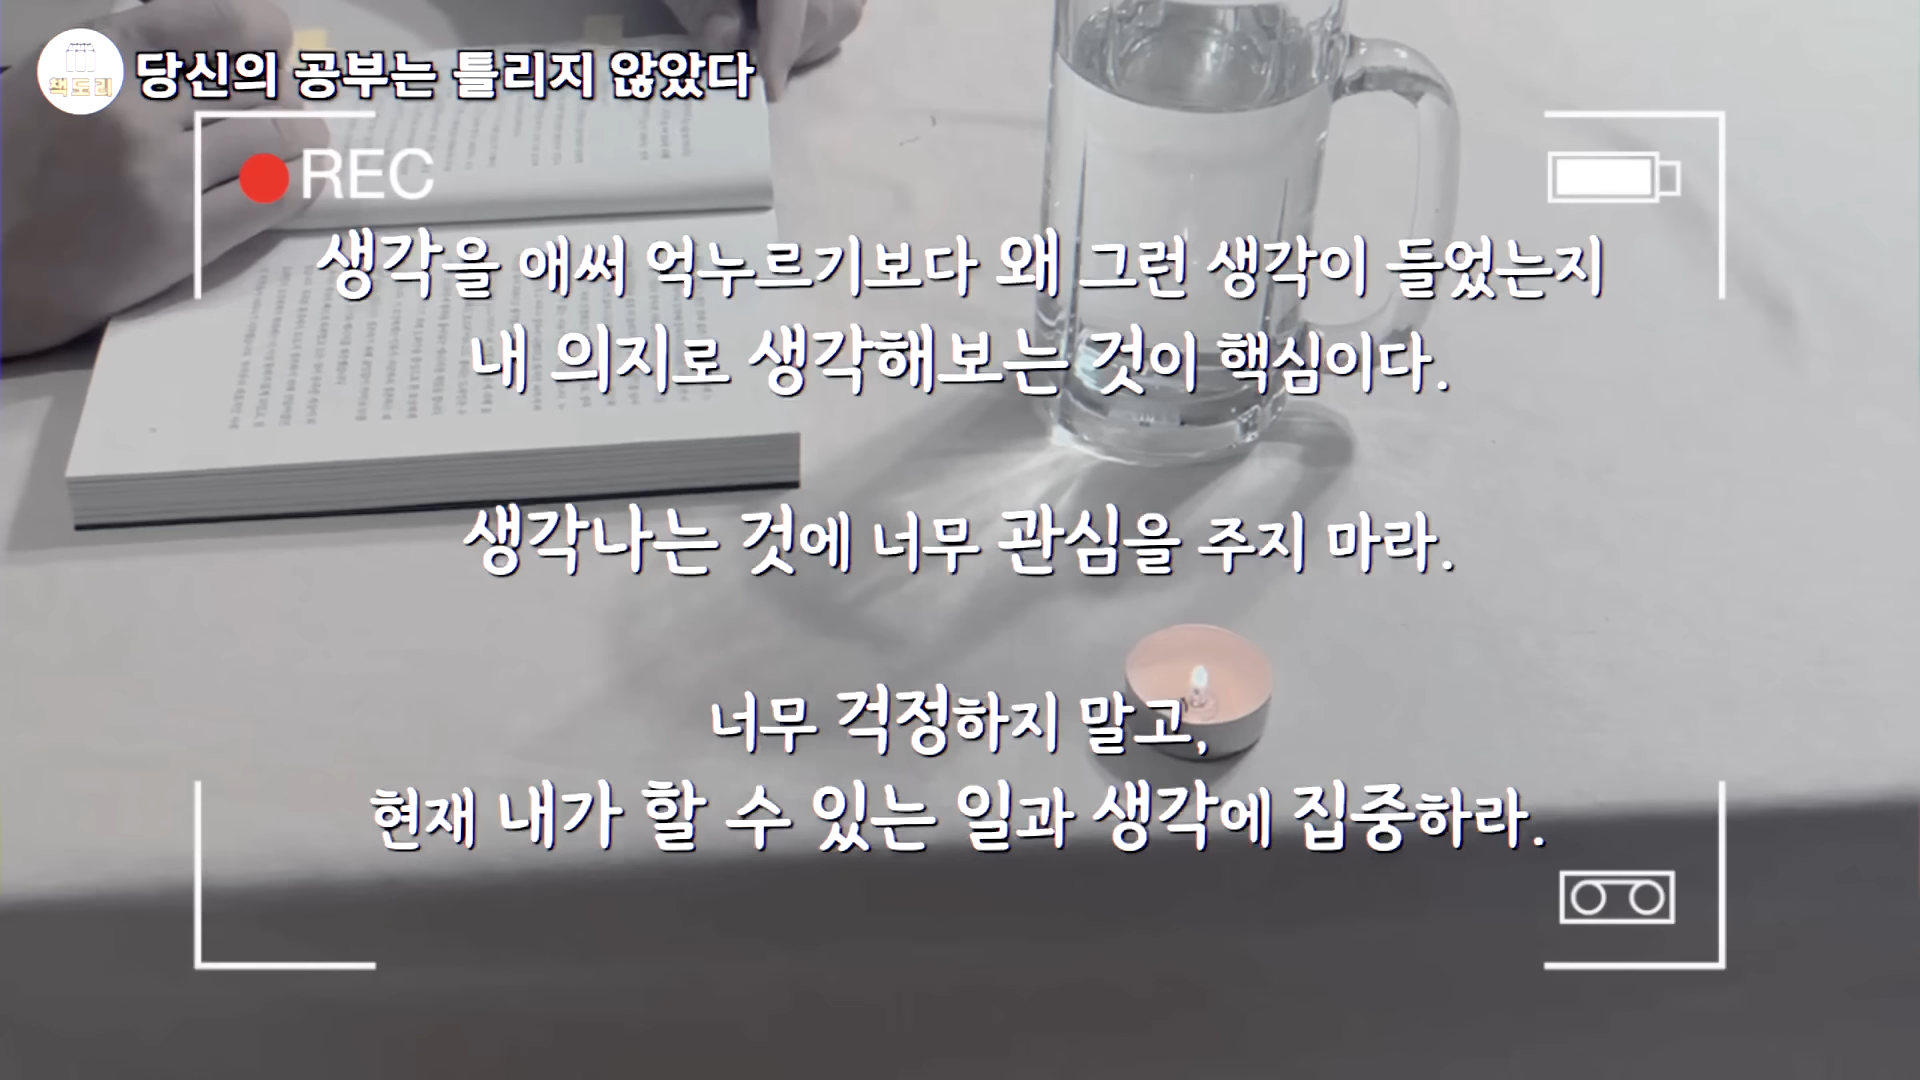 책도리
당신의 공부는 틀리지 않았다
REC
생각을 애써 억누르기보다 왜 그런 생각이 들었는지
내 의지로 생각해보는 것이 핵심이다.
생각나는 것에 너무 관심을 주지 마라.
너무 걱정하지 말고,
현재 내가 할 수 있는 일과 생각에 집중하라.